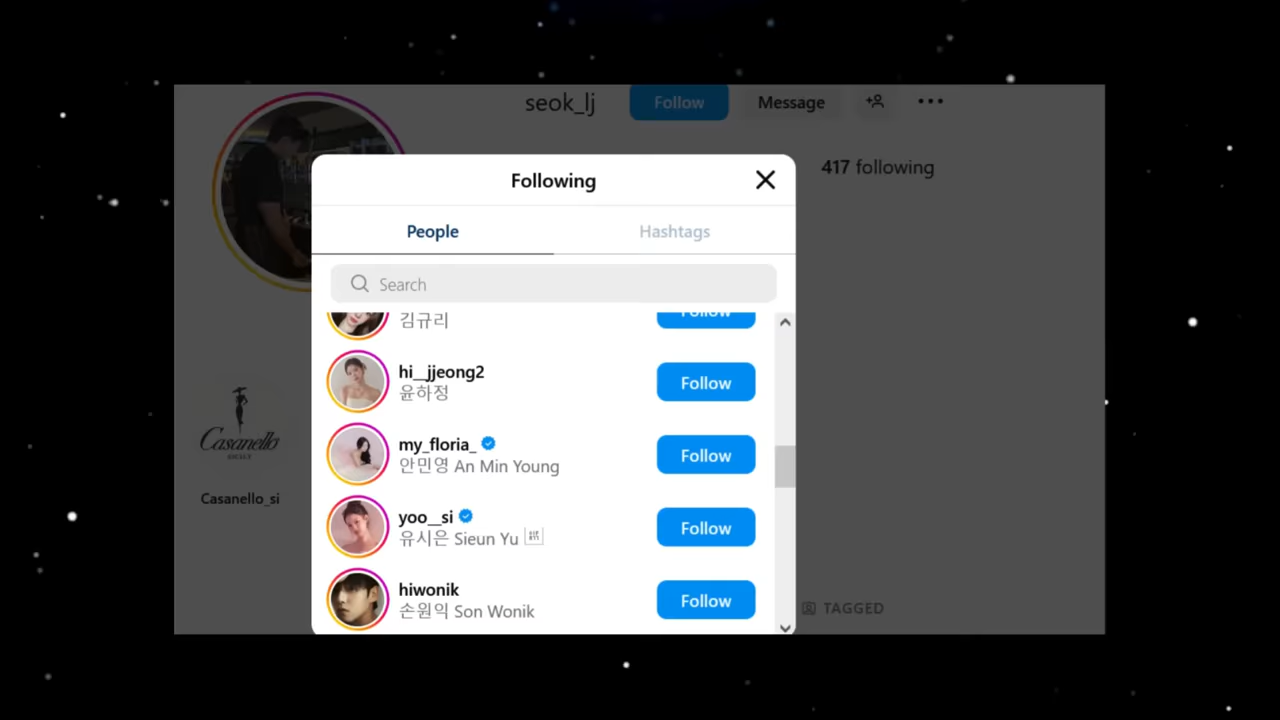 seok_lj
Follow
Message
417 following
Following
People
Hashtags
Search
김규리
Follow
hi__jjeong2
윤하정
Follow
my_floria_
안민영 An Min Young
Follow
yoo__si
유시은 Sieun Yu
Follow
hiwonik
손원익 Son Wonik
Follow
Casanello
Casanello_si
TAGGED